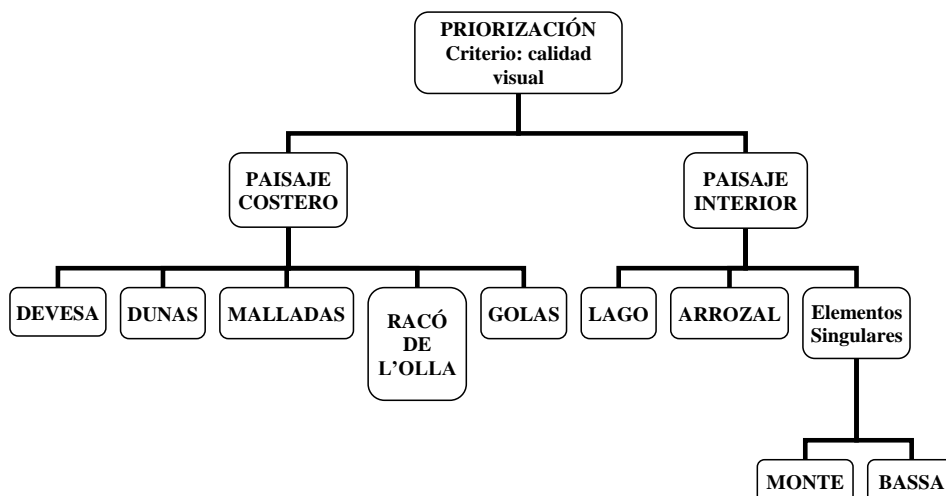 PRIORIZACIÓN
Criterio: calidad
visual
PAISAJE
COSTERO
PAISAJE
INTERIOR
DEVESA
DUNAS
MALLADAS
RACÓ
DE
L'OLLA
GOLAS
LAGO
ARROZAL
Elementos
Singulares
MONTE
BASSA